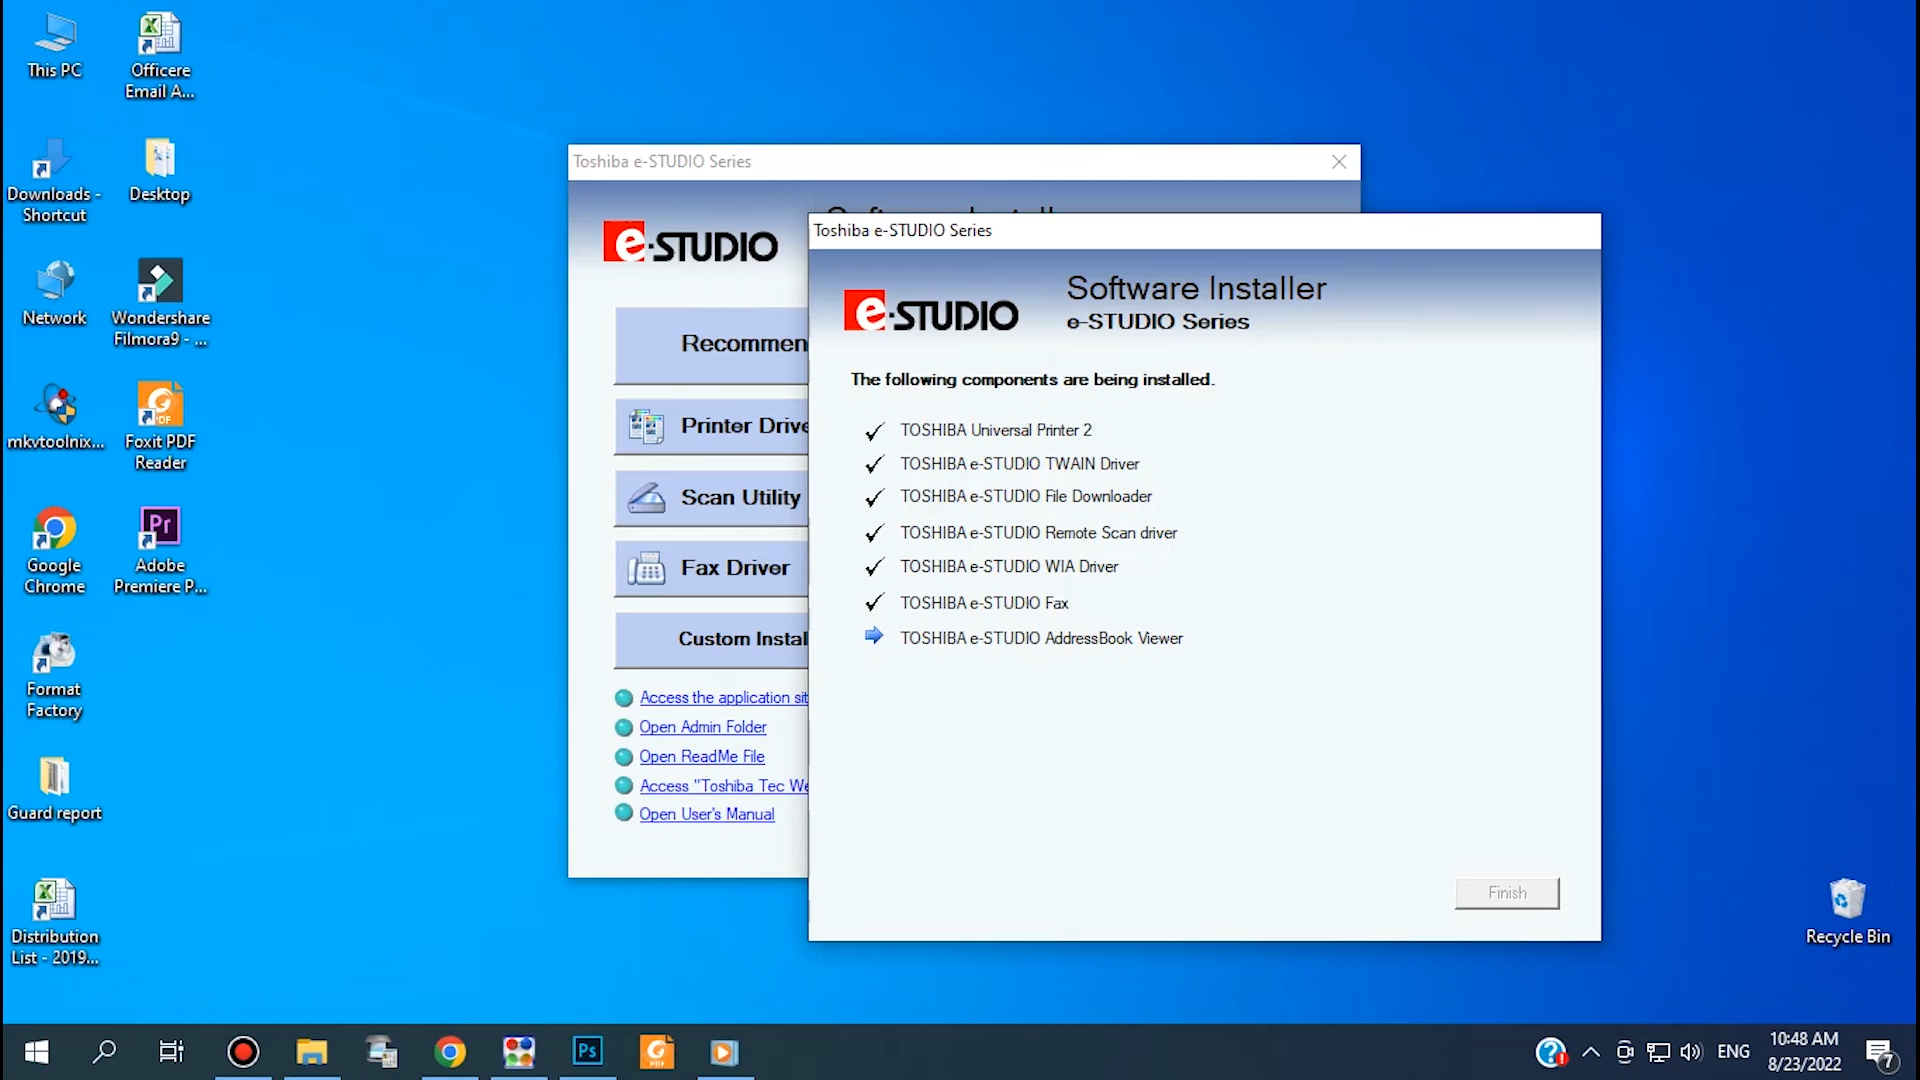 This PC
Officere
Email A...
Downloads -
Shortcut
Desktop
Network
Wondershare
Filmora9 - ...
mkvtoolnix...
Foxit PDF
Reader
Google
Chrome
Pr
Adobe
Premiere P...
Format
Factory
Guard report
Distribution
List - 2019...
Recycle Bin
Toshiba e-STUDIO Series
e-STUDIO
Recommen
Printer Drive
Scan Utility
Fax Driver
Custom Instal
Access the application sit
Open Admin Folder
Open ReadMe File
Access "Toshiba Tec We
Open User's Manual
Toshiba e-STUDIO Series
e-STUDIO
Software Installer
e-STUDIO Series
The following components are being installed.
TOSHIBA Universal Printer 2
TOSHIBA e-STUDIO TWAIN Driver
TOSHIBA e-STUDIO File Downloader
TOSHIBA e-STUDIO Remote Scan driver
TOSHIBA e-STUDIO WIA Driver
TOSHIBA e-STUDIO Fax
TOSHIBA e-STUDIO AddressBook Viewer
Finish
Ps
ENG
10:48 AM
8/23/2022
7